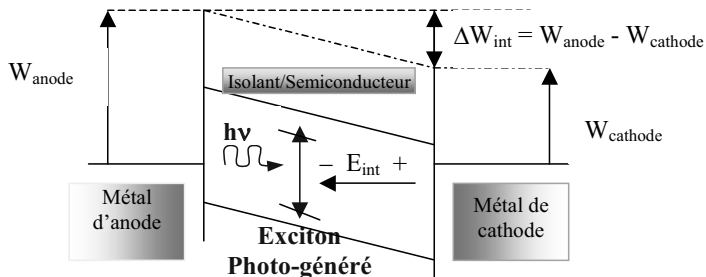 ΔW_int = W_anode - W_cathode
W_anode
Isolant/Semiconducteur
hν
W_cathode
− E_int +
Métal
d'anode
Métal de
cathode
Exciton
Photo-généré